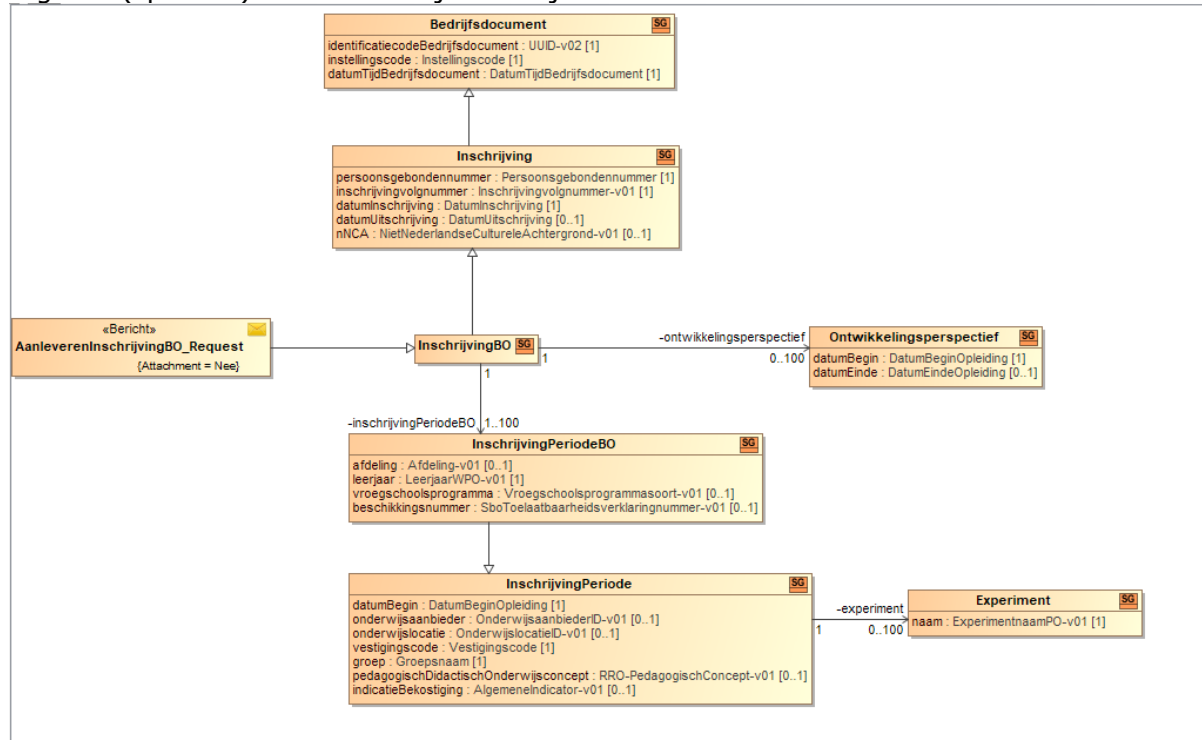 Bedrijfsdocument SG
identificatiecodeBedrijfsdocument : UUID-v02 [1]
instellingscode : Instellingscode [1]
datumTijdBedrijfsdocument : DatumTijdBedrijfsdocument [1]
Inschrijving SG
persoonsgebondennummer : Persoonsgebondennummer [1]
inschrijvingvolgnummer : Inschrijvingvolgnummer-v01 [1]
datumInschrijving : DatumInschrijving [1]
datumUitschrijving : DatumUitschrijving [0..1]
nNCA : NietNederlandseCultureleAchtergrond-v01 [0..1]
«Bericht»
AanleverenInschrijvingBO_Request
{Attachment = Nee}
InschrijvingBO SG
1
-ontwikkelingsperspectief
0..100
Ontwikkelingsperspectief SG
datumBegin : DatumBeginOpleiding [1]
datumEinde : DatumEindeOpleiding [0..1]
1
-inschrijvingPeriodeBO 1..100
InschrijvingPeriodeBO SG
afdeling : Afdeling-v01 [0..1]
leerjaar : LeerjaarWPO-v01 [1]
vroegschoolsprogramma : Vroegschoolsprogrammasoort-v01 [0..1]
beschikkingsnummer : SboToelaatbaarheidsverklaringnummer-v01 [0..1]
InschrijvingPeriode SG
datumBegin : DatumBeginOpleiding [1]
onderwijsaanbieder : OnderwijsaanbiederID-v01 [0..1]
onderwijslocatie : OnderwijslocatieID-v01 [0..1]
vestigingscode : Vestigingscode [1]
groep : Groepsnaam [1]
pedagogischDidactischOnderwijsconcept : RRO-PedagogischConcept-v01 [0..1]
indicatieBekostiging : AlgemeneIndicator-v01 [0..1]
-experiment
1 0..100
Experiment SG
naam : ExperimentnaamPO-v01 [1]